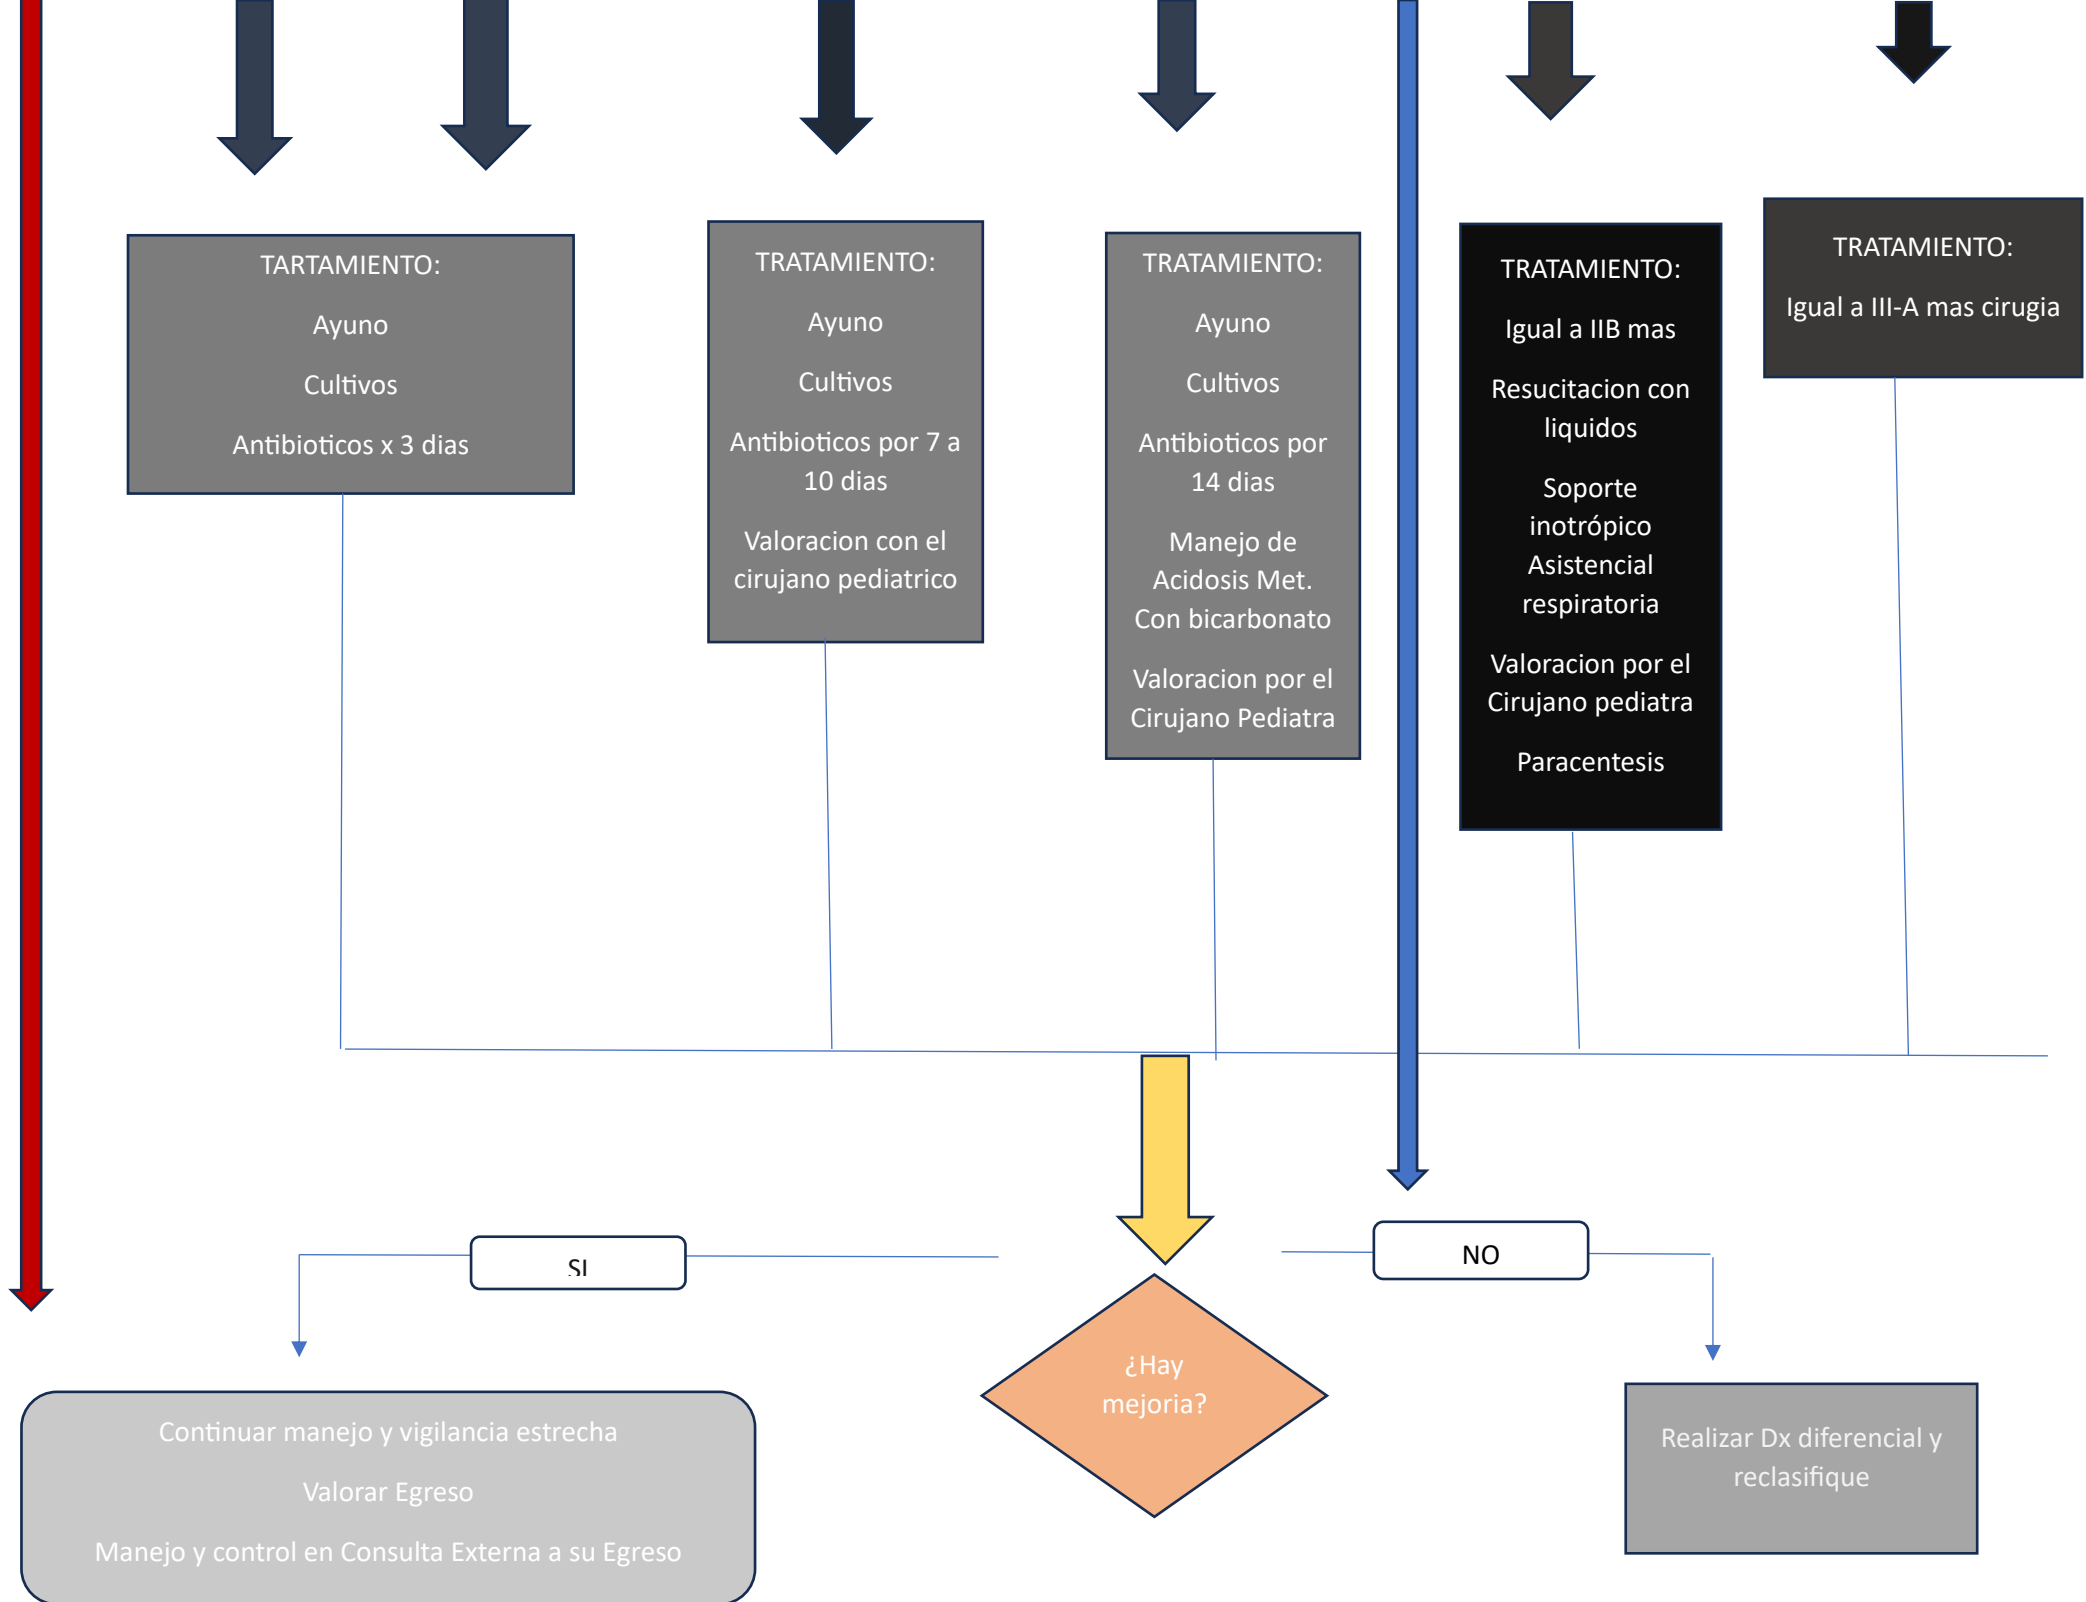 TARTAMIENTO:
Ayuno
Cultivos
Antibioticos x 3 dias
TRATAMIENTO:
Ayuno
Cultivos
Antibioticos por 7 a
10 dias
Valoracion con el
cirujano pediatrico
TRATAMIENTO:
Ayuno
Cultivos
Antibioticos por
14 dias
Manejo de
Acidosis Met.
Con bicarbonato
Valoracion por el
Cirujano Pediatra
TRATAMIENTO:
Igual a IIB mas
Resucitacion con
liquidos
Soporte
inotrópico
Asistencial
respiratoria
Valoracion por el
Cirujano pediatra
Paracentesis
TRATAMIENTO:
Igual a III-A mas cirugia
SI
NO
¿Hay
mejoria?
Continuar manejo y vigilancia estrecha
Valorar Egreso
Manejo y control en Consulta Externa a su Egreso
Realizar Dx diferencial y
reclasifique